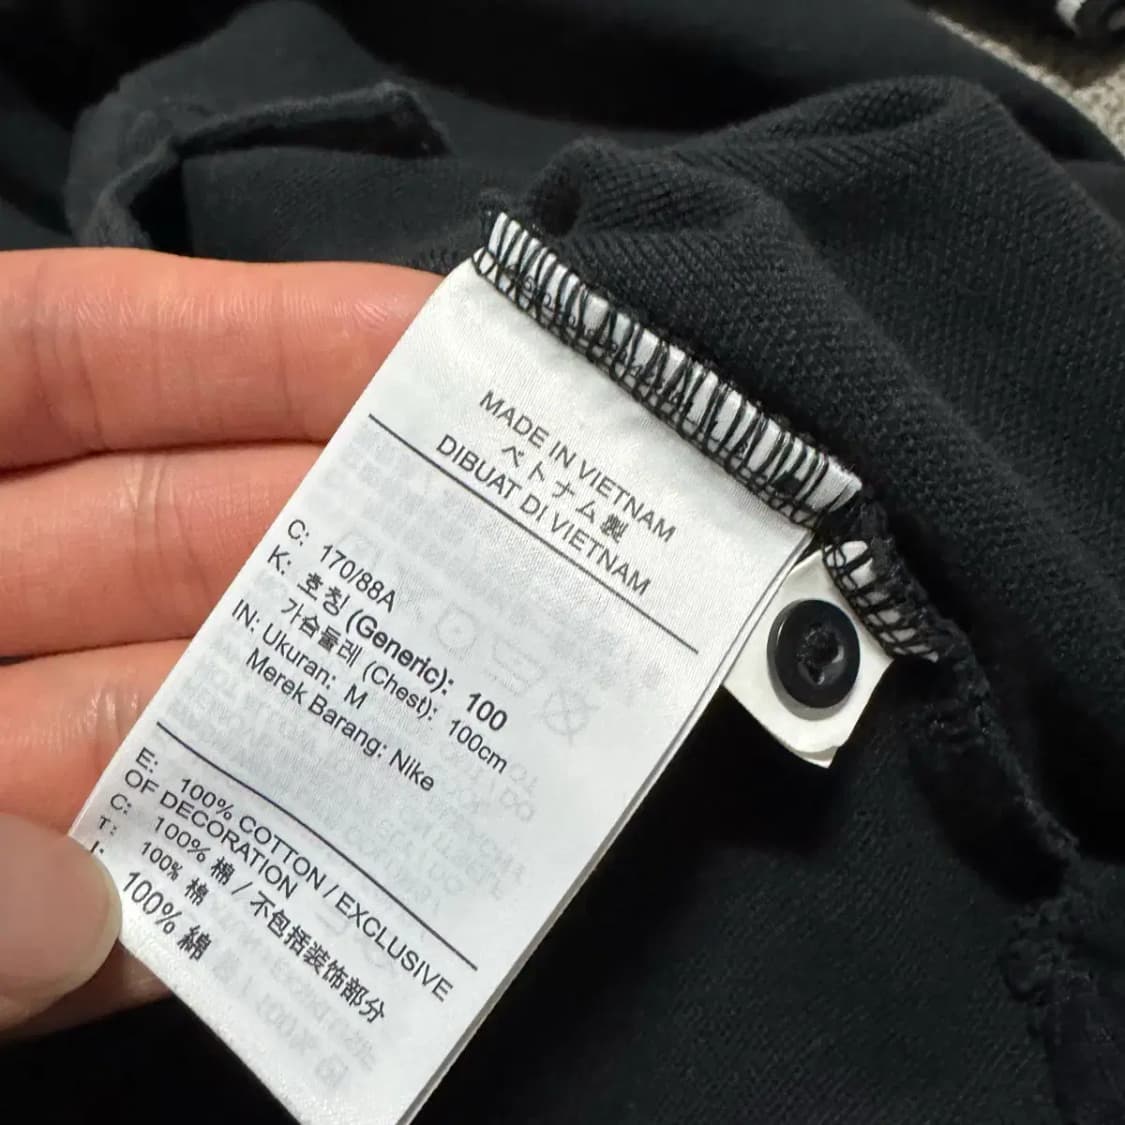 MADE IN VIETNAM
ベトナム製
DIBUAT DI VIETNAM
C: 170/88A
K: 호칭 (Generic): 100
가슴둘레 (Chest): 100cm
IN: Ukuran: M
Merek Barang: Nike
E: 100% COTTON / EXCLUSIVE
OF DECORATION
C: 100% 棉 / 不包括装饰部分
T: 100% 棉
100% 綿